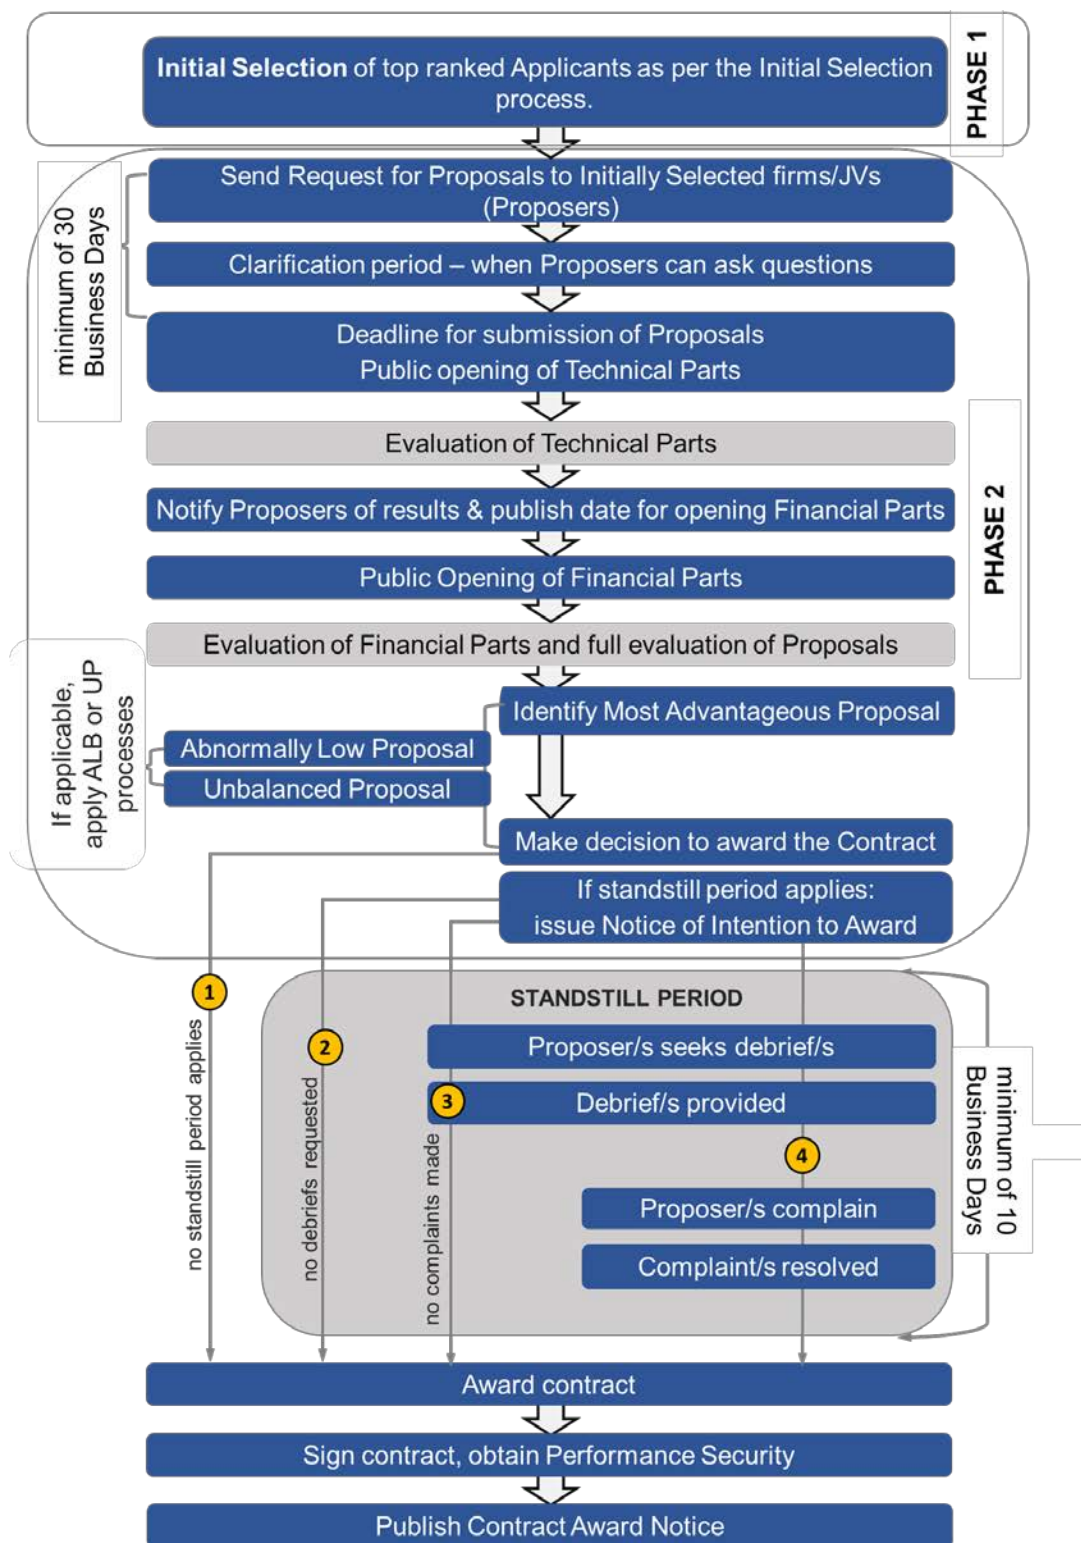 Initial Selection of top ranked Applicants as per the Initial Selection
process.
PHASE 1
Send Request for Proposals to Initially Selected firms/JVs
(Proposers)
minimum of 30
Business Days
Clarification period – when Proposers can ask questions
Deadline for submission of Proposals
Public opening of Technical Parts
Evaluation of Technical Parts
PHASE 2
Notify Proposers of results & publish date for opening Financial Parts
Public Opening of Financial Parts
Evaluation of Financial Parts and full evaluation of Proposals
Identify Most Advantageous Proposal
If applicable,
apply ALB or UP
processes
Abnormally Low Proposal
Unbalanced Proposal
Make decision to award the Contract
If standstill period applies:
issue Notice of Intention to Award
1
no standstill period applies
2
no debriefs requested
3
no complaints made
STANDSTILL PERIOD
Proposer/s seeks debrief/s
Debrief/s provided
4
Proposer/s complain
Complaint/s resolved
minimum of 10
Business Days
Award contract
Sign contract, obtain Performance Security
Publish Contract Award Notice